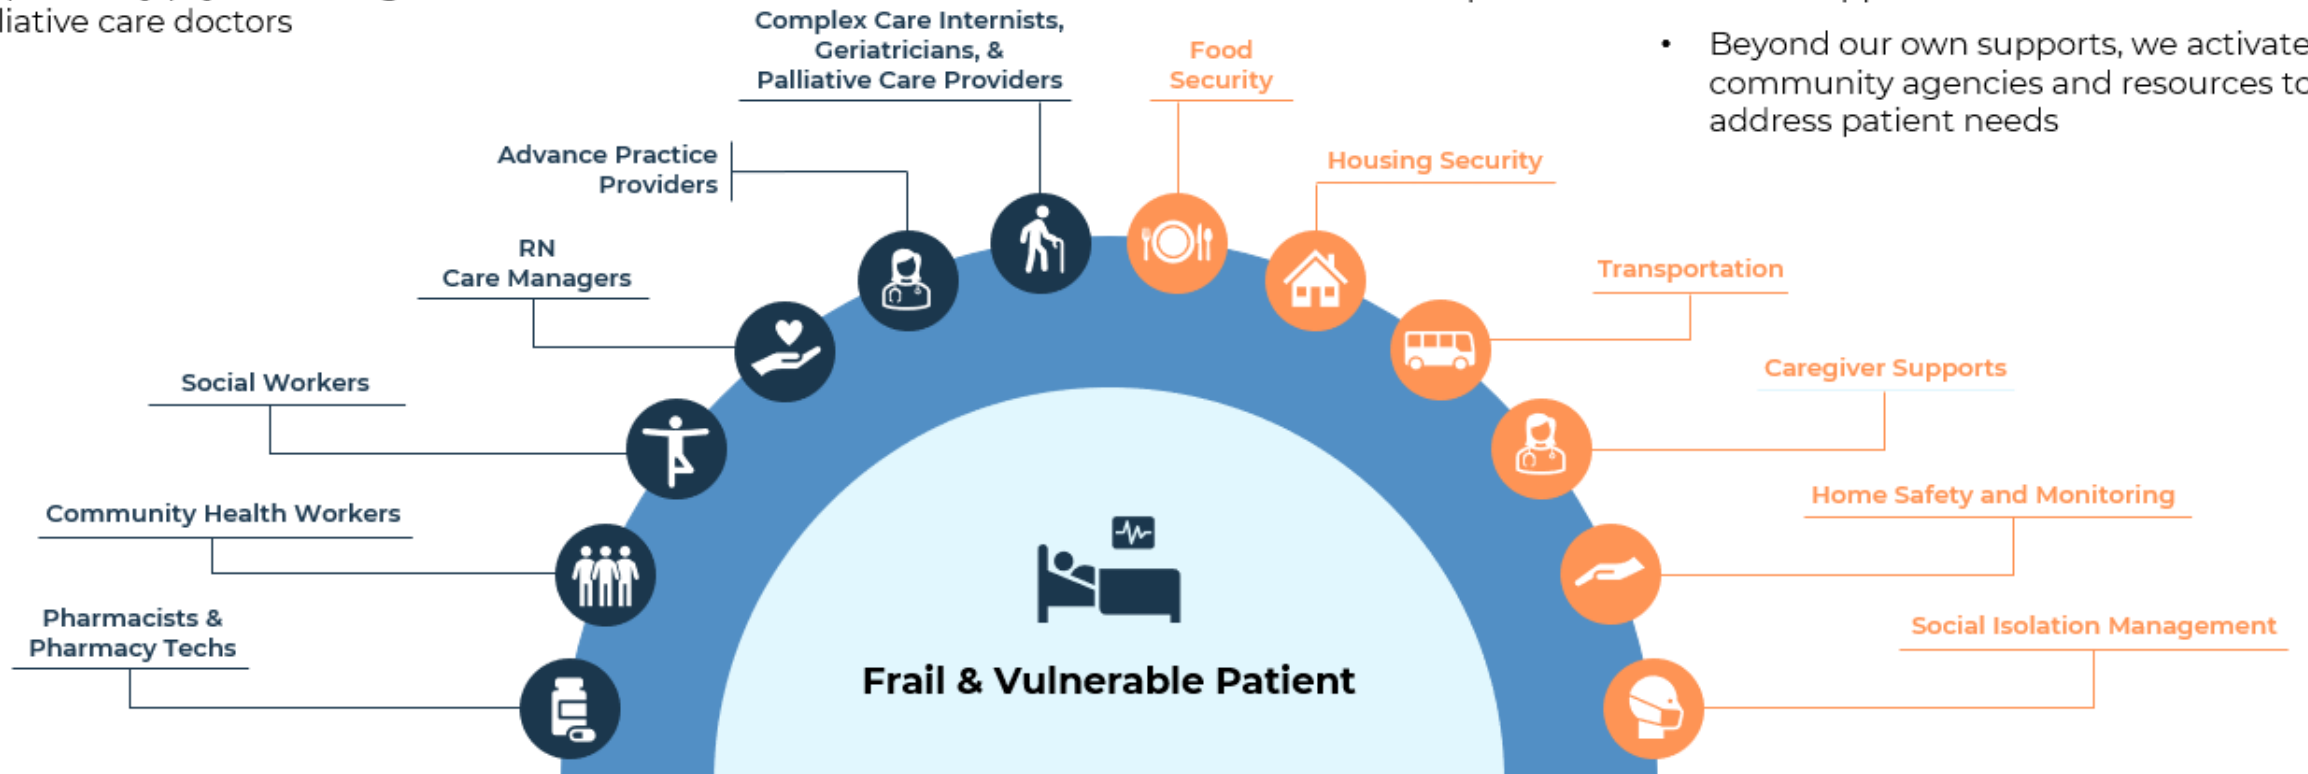 care doctors
Complex Care Internists,
Geriatricians, &
Palliative Care Providers
Advance Practice
Providers
RN
Care Managers
Social Workers
Community Health Workers
Pharmacists &
Pharmacy Techs
Food
Security
• Beyond our own supports, we activate
community agencies and resources to
address patient needs
Housing Security
Transportation
Caregiver Supports
Home Safety and Monitoring
Social Isolation Management
Frail & Vulnerable Patient